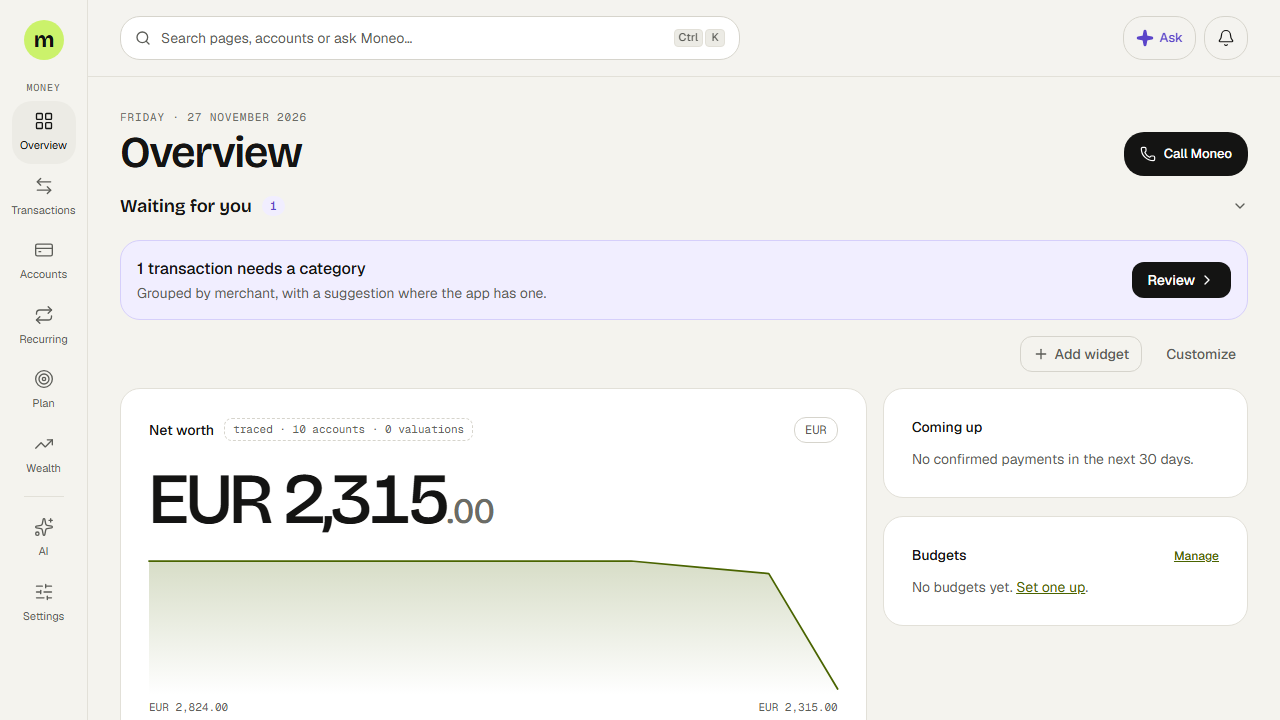 m
MONEY
Overview
Transactions
Accounts
Recurring
Plan
Wealth
AI
Settings
Search pages, accounts or ask Moneo...
Ctrl K
Ask
FRIDAY · 27 NOVEMBER 2026
Overview
Call Moneo
Waiting for you 1
1 transaction needs a category
Grouped by merchant, with a suggestion where the app has one.
Review
Add widget
Customize
Net worth
traced · 10 accounts · 0 valuations
EUR
EUR 2,315.00
EUR 2,824.00
EUR 2,315.00
Coming up
No confirmed payments in the next 30 days.
Budgets
Manage
No budgets yet. Set one up.